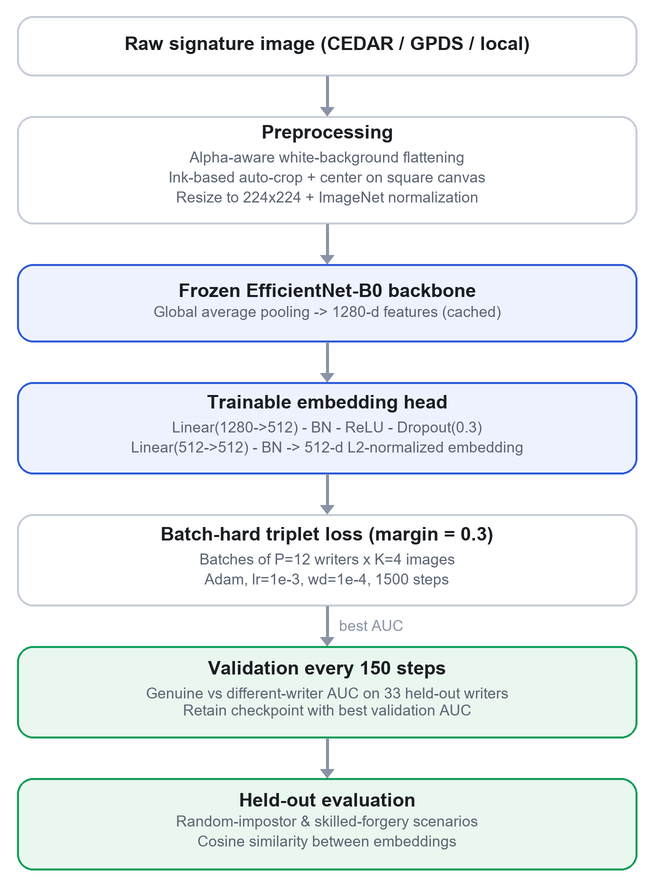 Raw signature image (CEDAR / GPDS / local)
Preprocessing
Alpha-aware white-background flattening
Ink-based auto-crop + center on square canvas
Resize to 224x224 + ImageNet normalization
Frozen EfficientNet-B0 backbone
Global average pooling -> 1280-d features (cached)
Trainable embedding head
Linear(1280->512) - BN - ReLU - Dropout(0.3)
Linear(512->512) - BN -> 512-d L2-normalized embedding
Batch-hard triplet loss (margin = 0.3)
Batches of P=12 writers x K=4 images
Adam, lr=1e-3, wd=1e-4, 1500 steps
best AUC
Validation every 150 steps
Genuine vs different-writer AUC on 33 held-out writers
Retain checkpoint with best validation AUC
Held-out evaluation
Random-impostor & skilled-forgery scenarios
Cosine similarity between embeddings